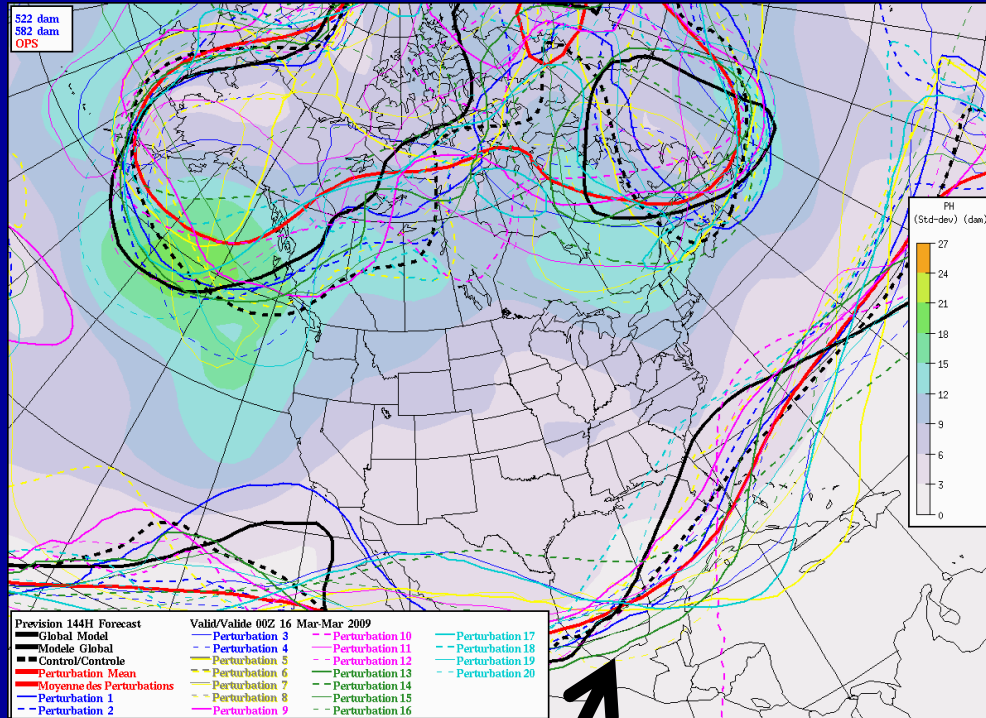 522 dam
582 dam
OPS
PH
(Std-dev) (dam)
27
24
21
18
15
12
9
6
3
0
Prevision 144H Forecast
Valid/Valide 00Z 16 Mar-Mar 2009
Global Model
Modele Global
Control/Controle
Perturbation Mean
Moyenne des Perturbations
Perturbation 1
Perturbation 2
Perturbation 3
Perturbation 4
Perturbation 5
Perturbation 6
Perturbation 7
Perturbation 8
Perturbation 9
Perturbation 10
Perturbation 11
Perturbation 12
Perturbation 13
Perturbation 14
Perturbation 15
Perturbation 16
Perturbation 17
Perturbation 18
Perturbation 19
Perturbation 20